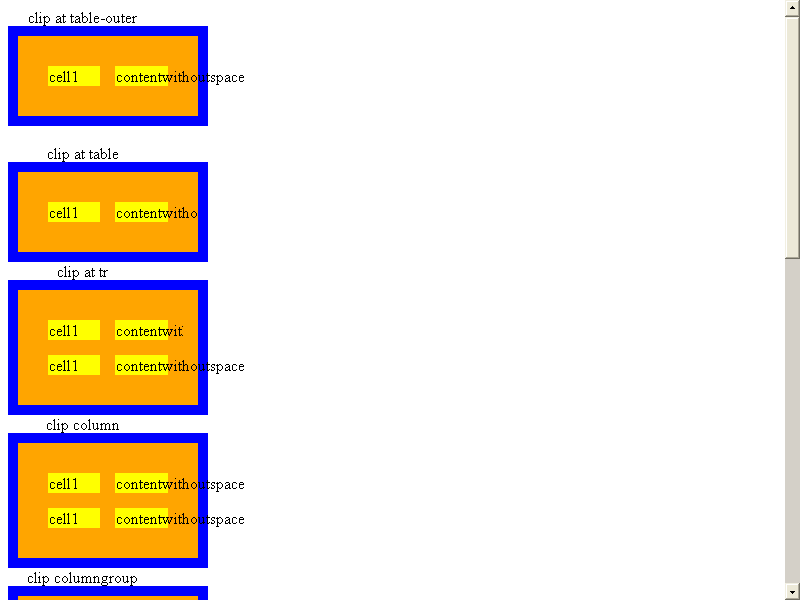 clip at table-outer
cell1 contentwithoutspace
clip at table
cell1 contentwitho
clip at tr
cell1 contentwit
cell1 contentwithoutspace
clip column
cell1 contentwithoutspace
cell1 contentwithoutspace
clip columngroup